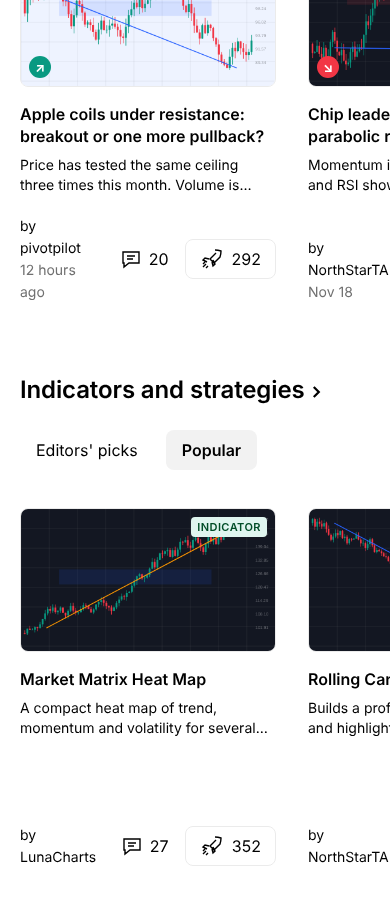 Apple coils under resistance:
breakout or one more pullback?
Price has tested the same ceiling
three times this month. Volume is...
by
pivotpilot
12 hours
ago
20
292
Chip leade
parabolic r
Momentum i
and RSI show
by
NorthStarTA
Nov 18
Indicators and strategies ›
Editors' picks
Popular
INDICATOR
Market Matrix Heat Map
A compact heat map of trend,
momentum and volatility for several...
by
LunaCharts
27
352
Rolling Can
Builds a prof
and highlight
by
NorthStarTA